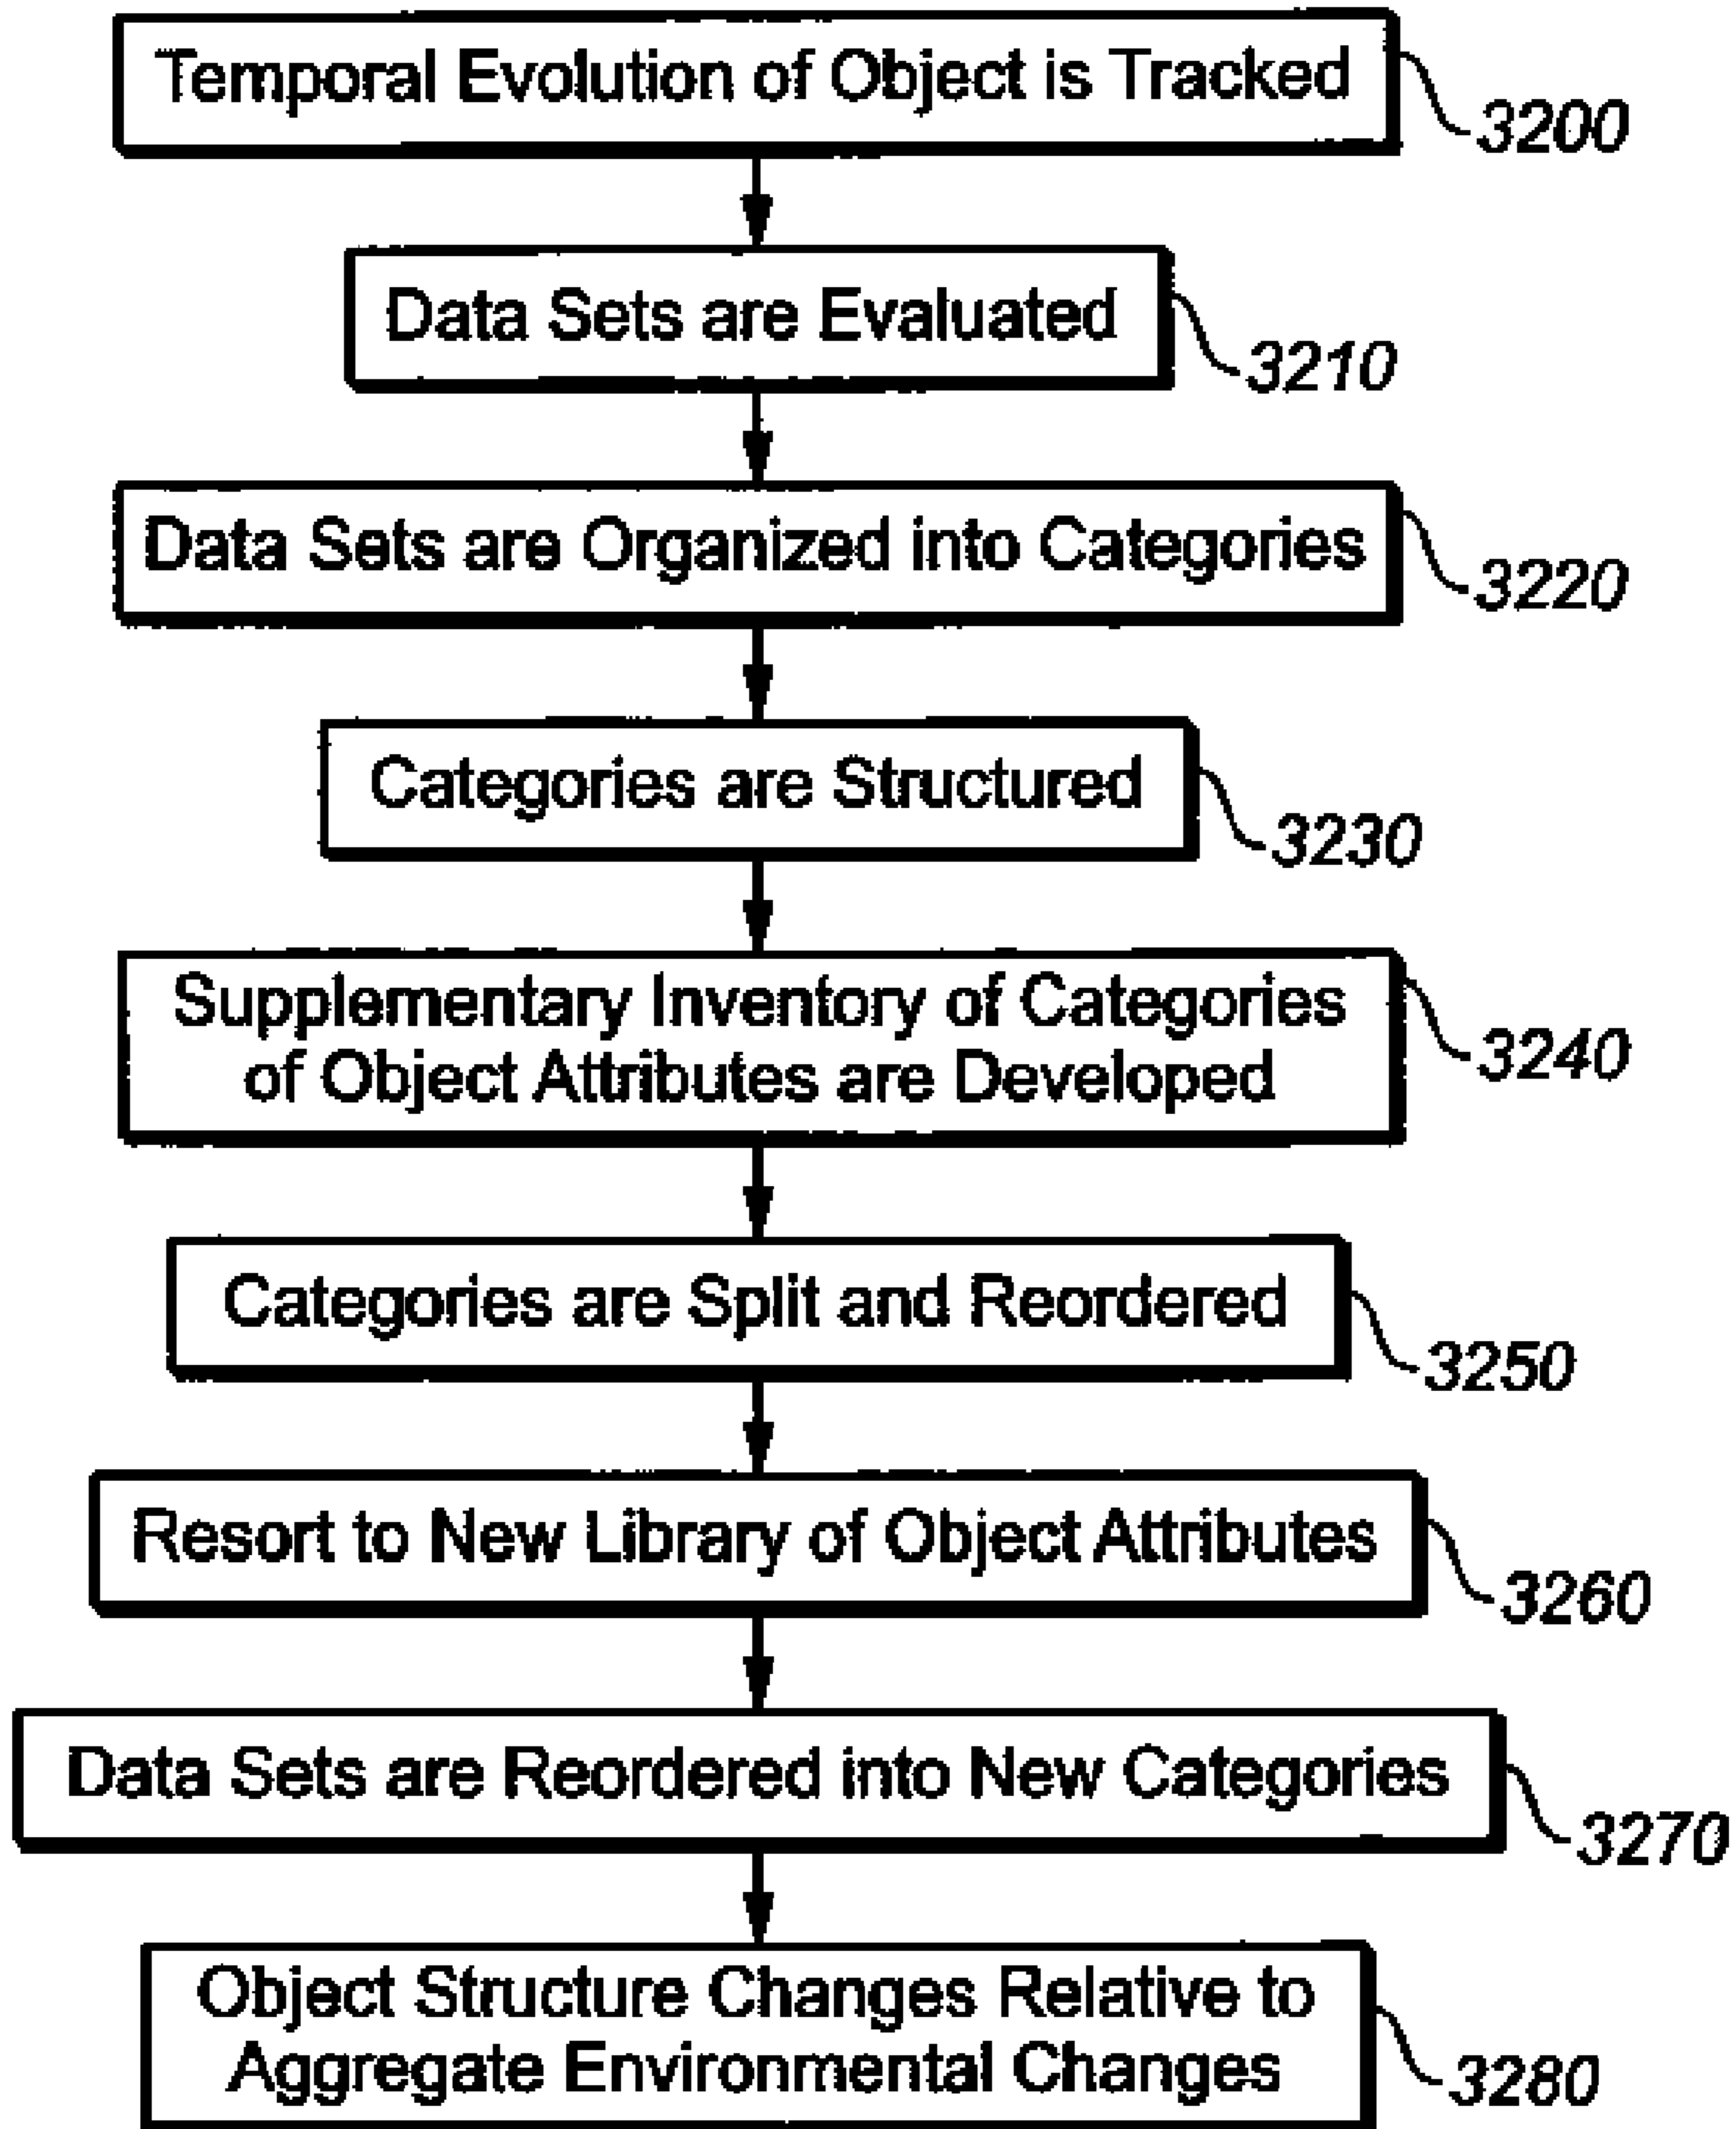 Temporal Evolution of Object is Tracked
3200
Data Sets are Evaluated
3210
Data Sets are Organized into Categories
3220
Categories are Structured
3230
Supplementary Inventory of Categories
of Object Attributes are Developed
3240
Categories are Split and Reordered
3250
Resort to New Library of Object Attributes
3260
Data Sets are Reordered into New Categories
3270
Object Structure Changes Relative to
Aggregate Environmental Changes
3280